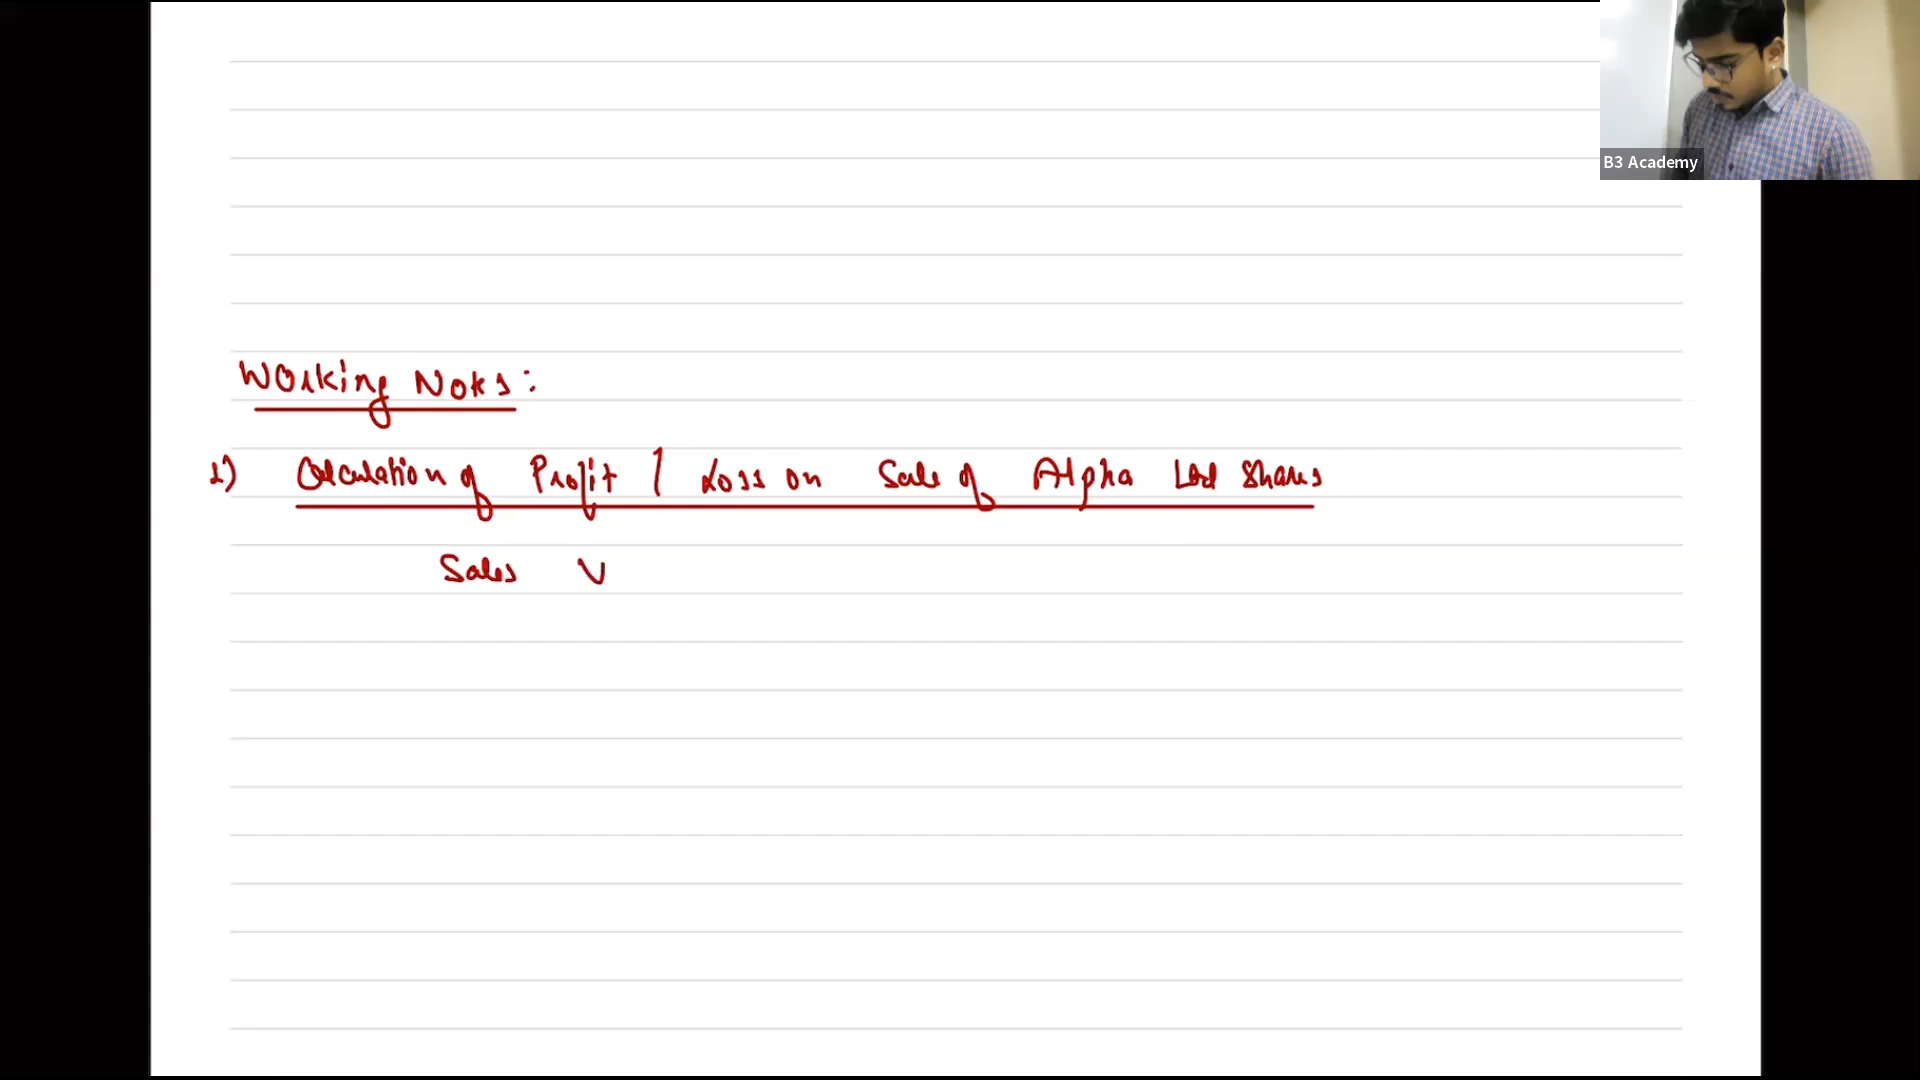 B3 Academy
Working Notes:
1) Calculation of Profit / Loss on Sale of Alpha Ltd Shares
Sales V